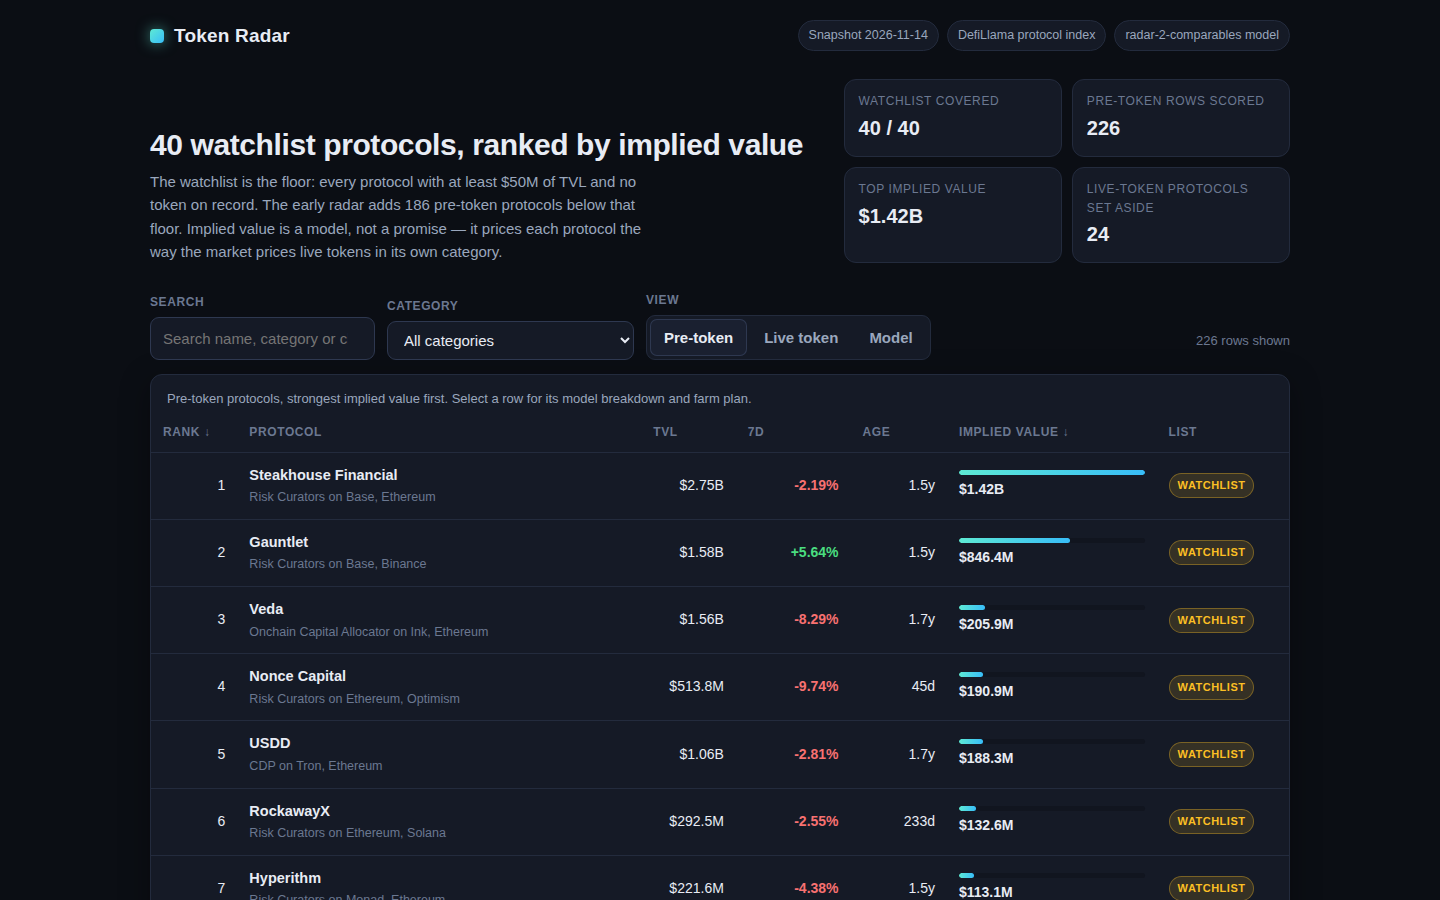 Token Radar
Snapshot 2026-11-14
DefiLlama protocol index
radar-2-comparables model
40 watchlist protocols, ranked by implied value
The watchlist is the floor: every protocol with at least $50M of TVL and no
token on record. The early radar adds 186 pre-token protocols below that
floor. Implied value is a model, not a promise — it prices each protocol the
way the market prices live tokens in its own category.
WATCHLIST COVERED
40 / 40
PRE-TOKEN ROWS SCORED
226
TOP IMPLIED VALUE
$1.42B
LIVE-TOKEN PROTOCOLS
SET ASIDE
24
SEARCH
Search name, category or c
CATEGORY
All categories
VIEW
Pre-token Live token Model
226 rows shown
Pre-token protocols, strongest implied value first. Select a row for its model breakdown and farm plan.
RANK ↓ PROTOCOL TVL 7D AGE IMPLIED VALUE ↓ LIST
1 Steakhouse Financial $2.75B -2.19% 1.5y $1.42B WATCHLIST
Risk Curators on Base, Ethereum
2 Gauntlet $1.58B +5.64% 1.5y $846.4M WATCHLIST
Risk Curators on Base, Binance
3 Veda $1.56B -8.29% 1.7y $205.9M WATCHLIST
Onchain Capital Allocator on Ink, Ethereum
4 Nonce Capital $513.8M -9.74% 45d $190.9M WATCHLIST
Risk Curators on Ethereum, Optimism
5 USDD $1.06B -2.81% 1.7y $188.3M WATCHLIST
CDP on Tron, Ethereum
6 RockawayX $292.5M -2.55% 233d $132.6M WATCHLIST
Risk Curators on Ethereum, Solana
7 Hyperithm $221.6M -4.38% 1.5y $113.1M WATCHLIST
Risk Curators on Monad, Ethereum